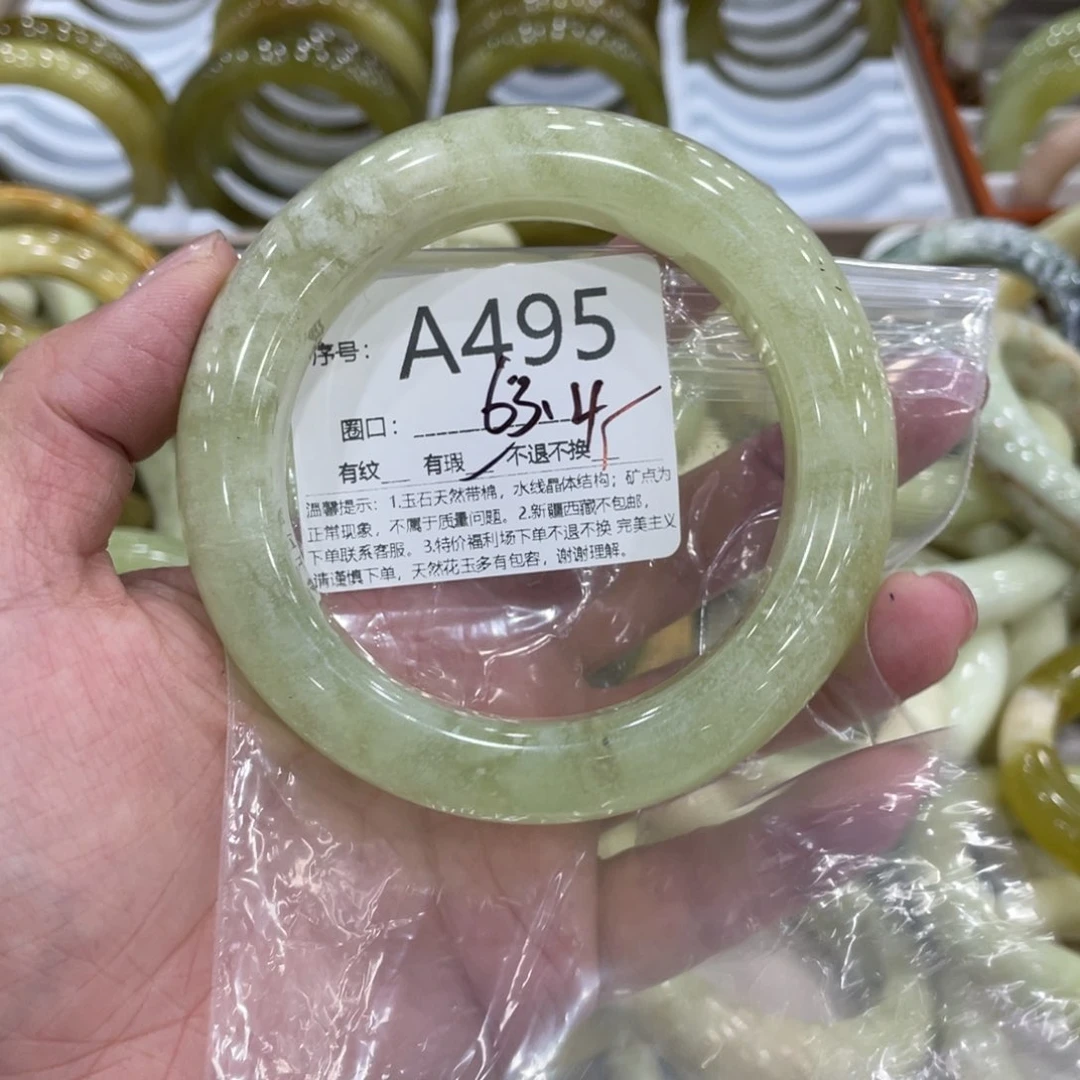 序号: A495
圈口: 63.4
有纹 有瑕 不退不换
温馨提示: 1.玉石天然带棉, 水线晶体结构; 矿点为
正常现象, 不属于质量问题。2.新疆西藏不包邮,
下单联系客服。3.特价福利场下单不退不换 完美主义
请谨慎下单, 天然花玉多有包容, 谢谢理解。